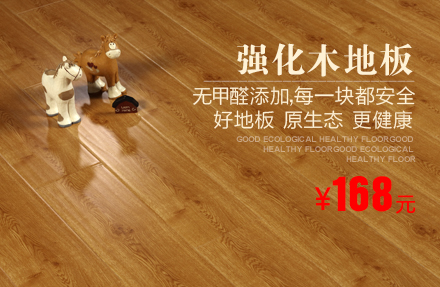 强化木地板
无甲醛添加,每一块都安全
好地板 原生态 更健康
GOOD ECOLOGICAL HEALTHY FLOORGOOD
HEALTHY FLOORGOOD ECOLOGICAL
HEALTHY FLOOR
¥168元